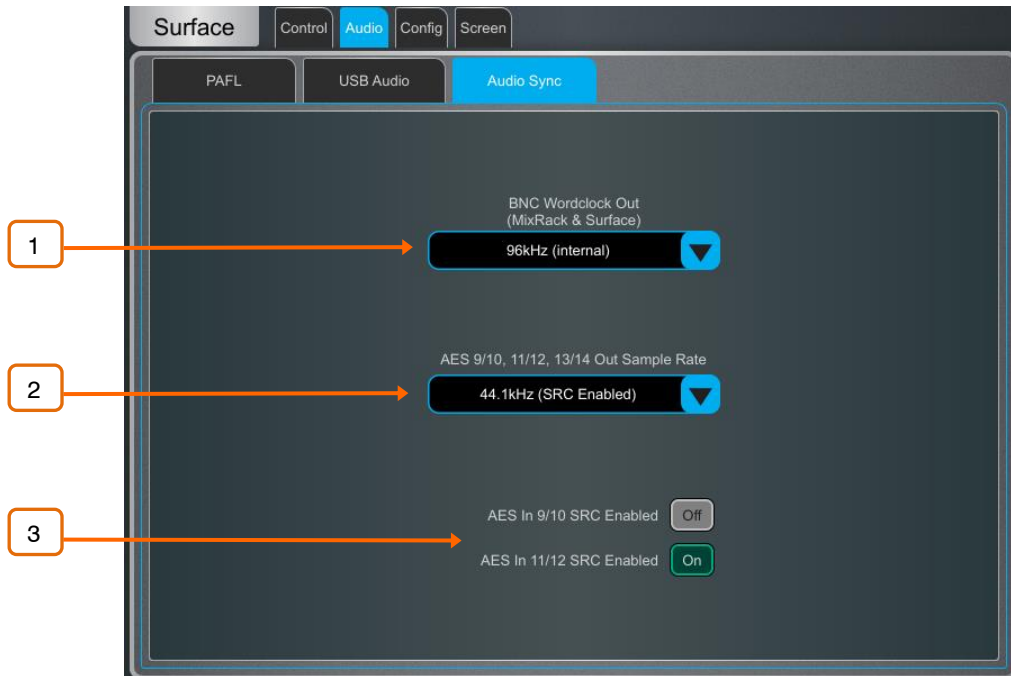 Surface Control Audio Config Screen
PAFL USB Audio Audio Sync
BNC Wordclock Out
(MixRack & Surface)
1 96kHz (internal)
AES 9/10, 11/12, 13/14 Out Sample Rate
2 44.1kHz (SRC Enabled)
AES In 9/10 SRC Enabled Off
3
AES In 11/12 SRC Enabled On